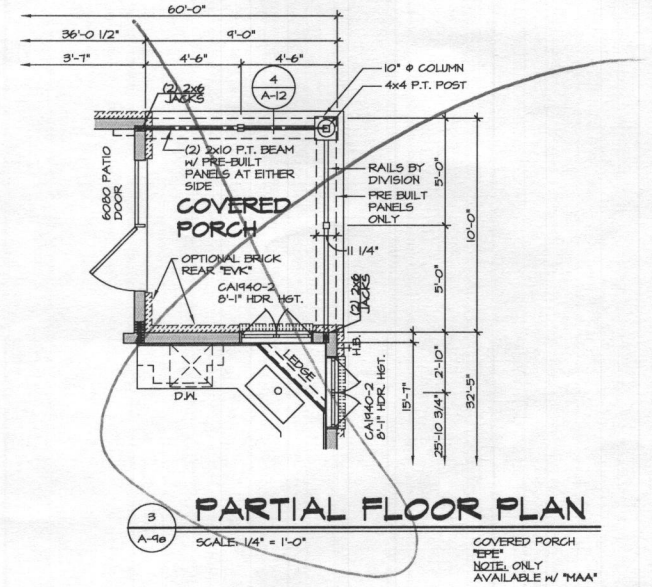 60'-0"
36'-0 1/2" 9'-0"
3'-7" 4'-6" 4'-6"
4
A-12
10" Φ COLUMN
4x4 P.T. POST
(2) 2x6
JACKS
(2) 2x10 P.T. BEAM
W/ PRE-BUILT
PANELS AT EITHER
SIDE
6080 PATIO
DOOR
COVERED
PORCH
RAILS BY
DIVISION
PRE BUILT
PANELS
ONLY
5'-0"
10'-0"
11 1/4"
5'-0"
OPTIONAL BRICK
REAR "EVK"
CA1940-2
8'-1" HDR. HGT.
(2) 2x6
JACKS
LEDGE
H.B.
D.W.
CA1940-2
8'-1" HDR. HGT.
15'-7"
2'-10"
25'-10 3/4"
32'-5"
3
A-9a
PARTIAL FLOOR PLAN
SCALE: 1/4" = 1'-0"
COVERED PORCH
"EPE"
NOTE: ONLY
AVAILABLE W/ "MAA"